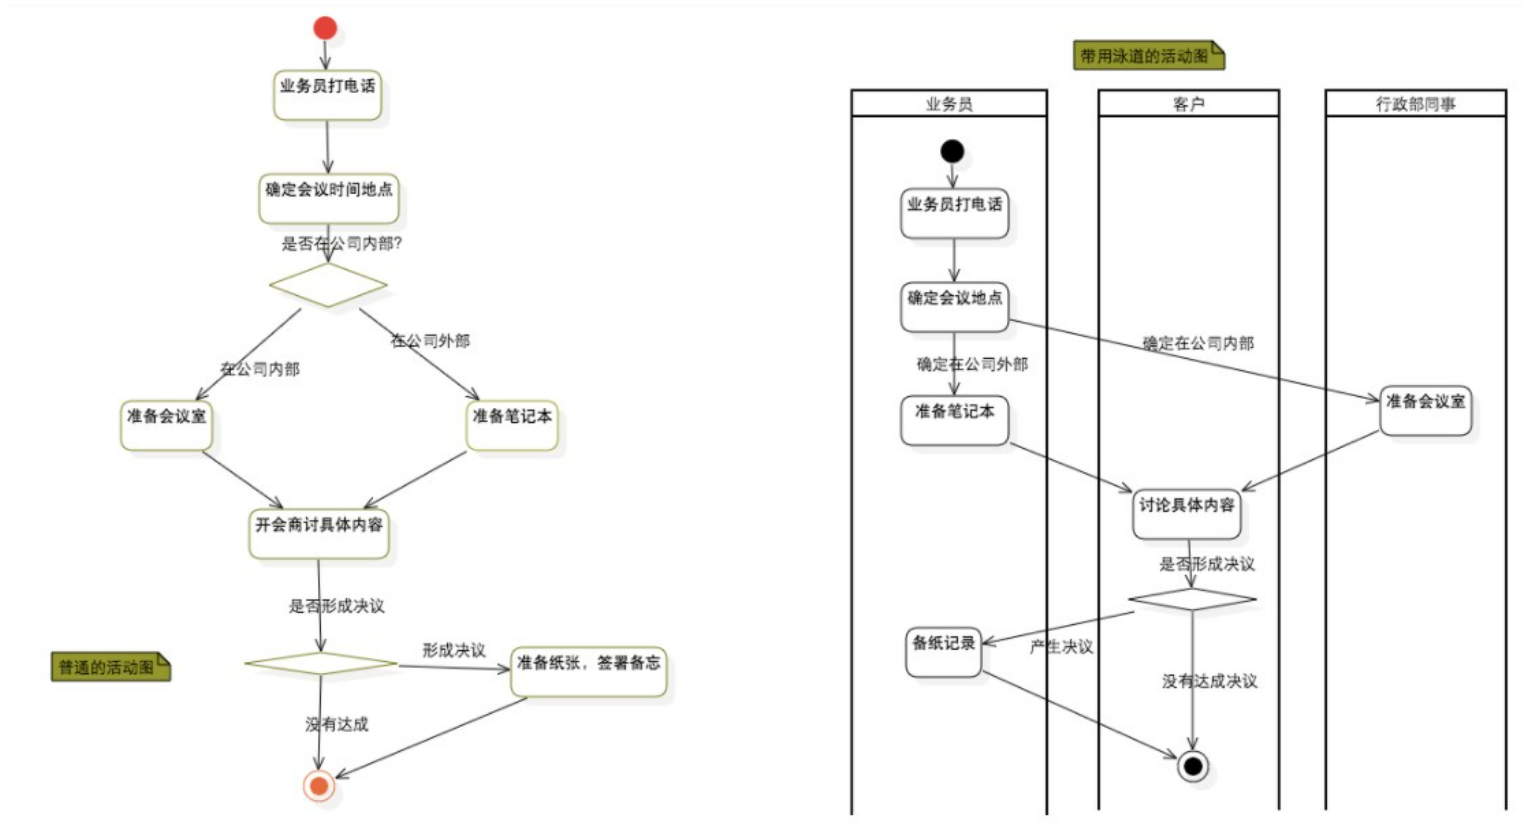 业务员打电话
确定会议时间地点
是否在公司内部?
在公司外部
在公司内部
准备会议室
准备笔记本
开会商讨具体内容
是否形成决议
形成决议
准备纸张，签署备忘
普通的活动图
没有达成
带用泳道的活动图
业务员
客户
行政部同事
业务员打电话
确定会议地点
确定在公司内部
确定在公司外部
准备笔记本
准备会议室
讨论具体内容
是否形成决议
备纸记录
产生决议
没有达成决议